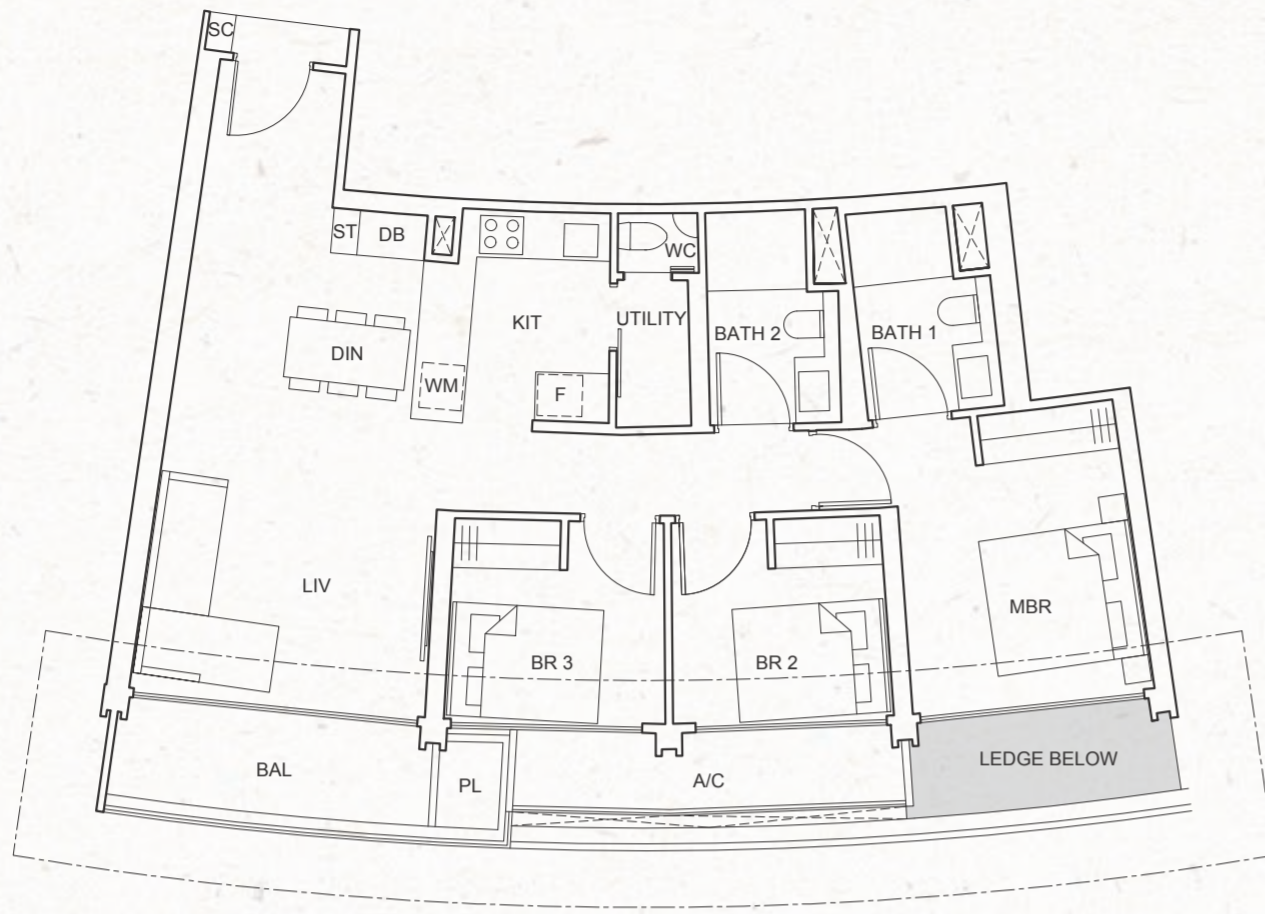 SC
ST
DB
WC
KIT
UTILITY
BATH 2
BATH 1
DIN
WM
F
LIV
BR 3
BR 2
MBR
BAL
PL
A/C
LEDGE BELOW